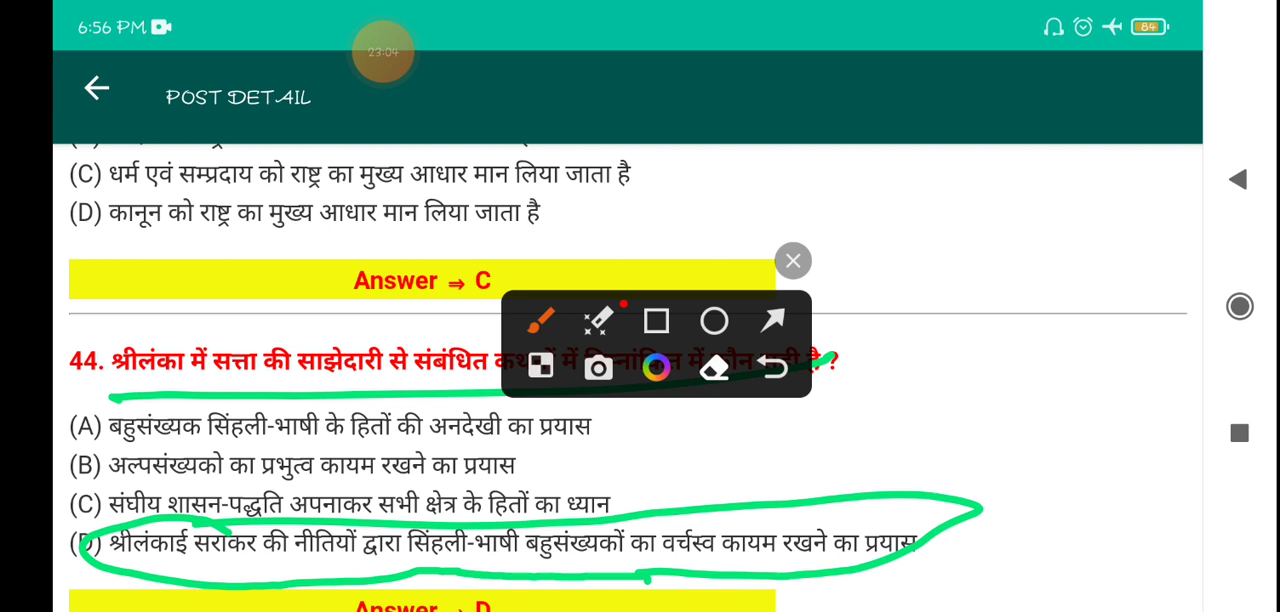 6:56 PM
84
23:04
POST DETAIL
(C) धर्म एवं सम्प्रदाय को राष्ट्र का मुख्य आधार मान लिया जाता है
(D) कानून को राष्ट्र का मुख्य आधार मान लिया जाता है
Answer ⇒ C
44. श्रीलंका में सत्ता की साझेदारी से संबंधित में कौन है ?
(A) बहुसंख्यक सिंहली-भाषी के हितों की अनदेखी का प्रयास
(B) अल्पसंख्यको का प्रभुत्व कायम रखने का प्रयास
(C) संघीय शासन-पद्धति अपनाकर सभी क्षेत्र के हितों का ध्यान
(D) श्रीलंकाई सराकर की नीतियों द्वारा सिंहली-भाषी बहुसंख्यकों का वर्चस्व कायम रखने का प्रयास
Answer ⇒ D